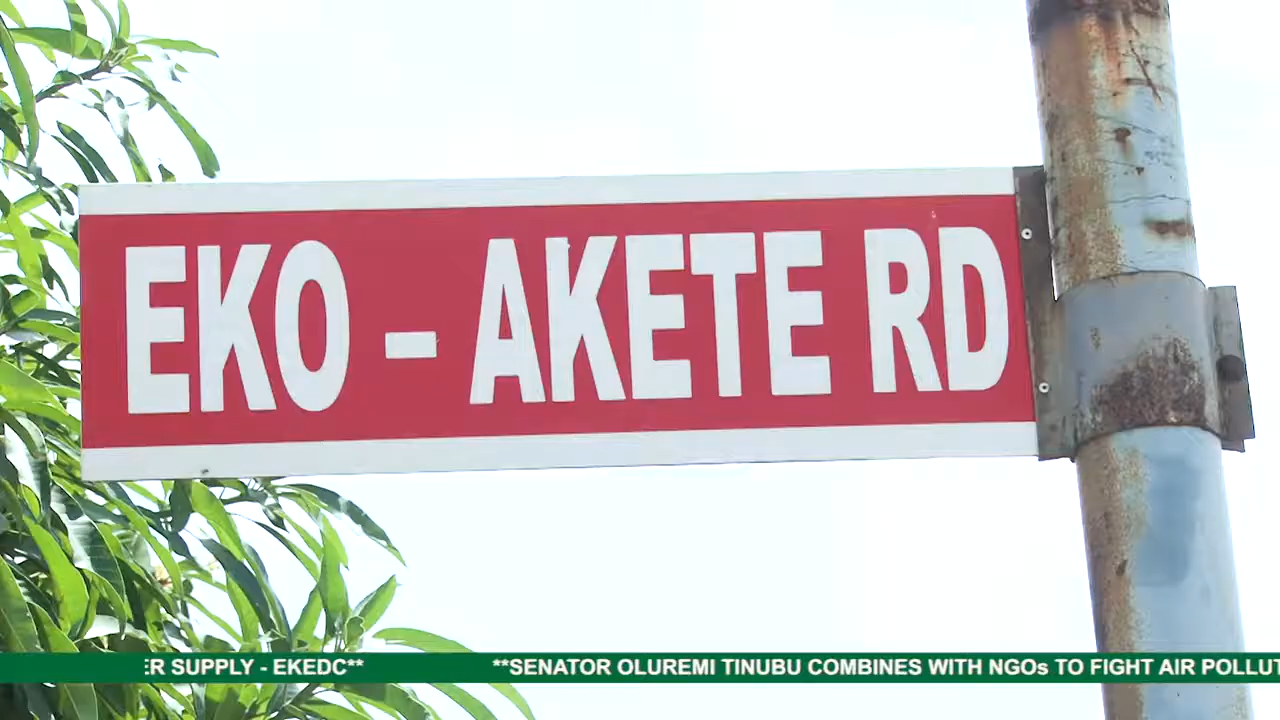 EKO - AKETE RD
SUPPLY - EKEDC** **SENATOR OLUREMI TINUBU COMBINES WITH NGOs TO FIGHT AIR